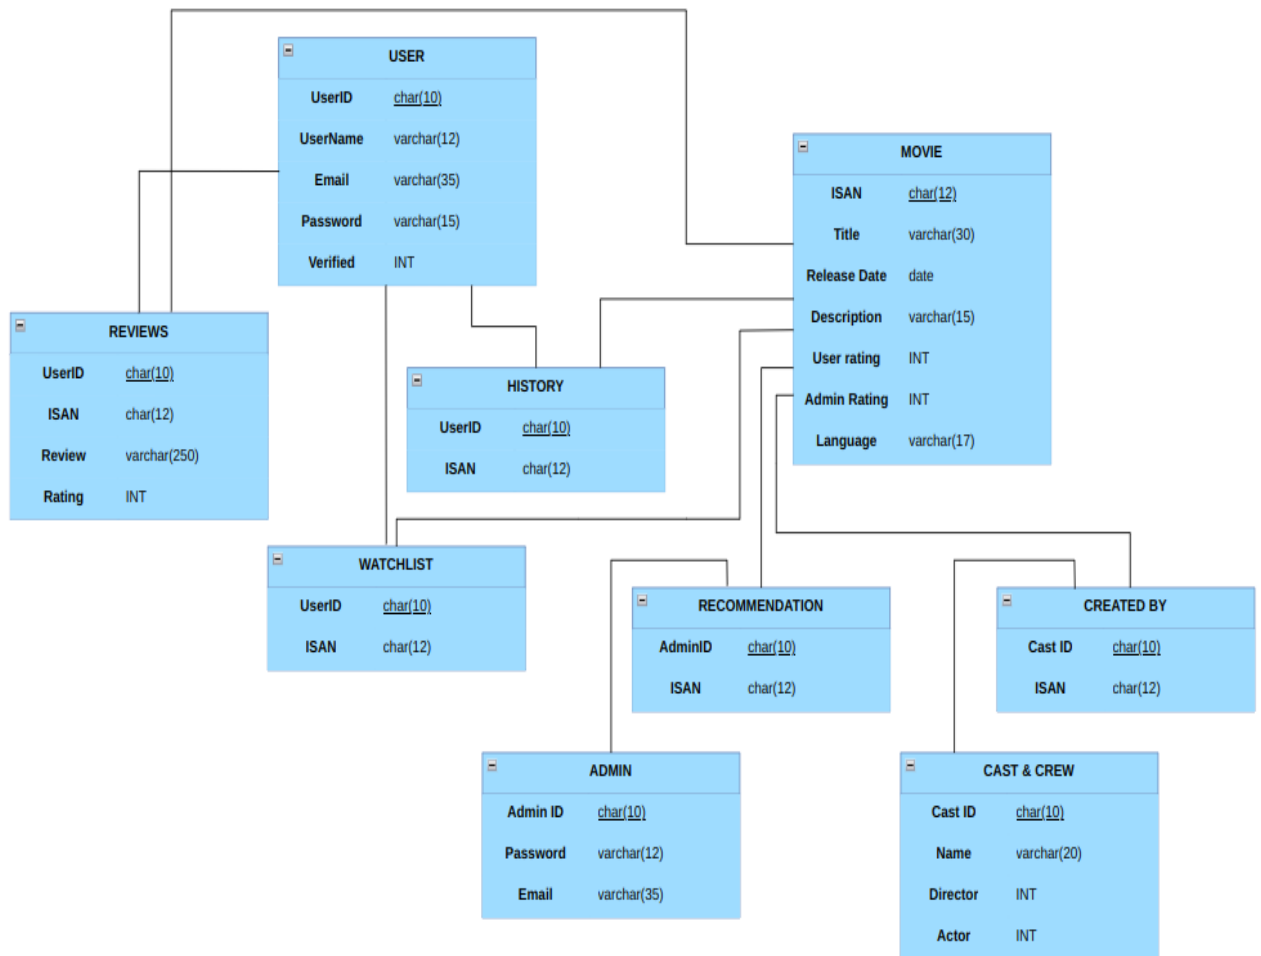 USER
UserID char(10)
UserName varchar(12)
Email varchar(35)
Password varchar(15)
Verified INT
MOVIE
ISAN char(12)
Title varchar(30)
Release Date date
Description varchar(15)
User rating INT
Admin Rating INT
Language varchar(17)
REVIEWS
UserID char(10)
ISAN char(12)
Review varchar(250)
Rating INT
HISTORY
UserID char(10)
ISAN char(12)
WATCHLIST
UserID char(10)
ISAN char(12)
RECOMMENDATION
AdminID char(10)
ISAN char(12)
CREATED BY
Cast ID char(10)
ISAN char(12)
ADMIN
Admin ID char(10)
Password varchar(12)
Email varchar(35)
CAST & CREW
Cast ID char(10)
Name varchar(20)
Director INT
Actor INT